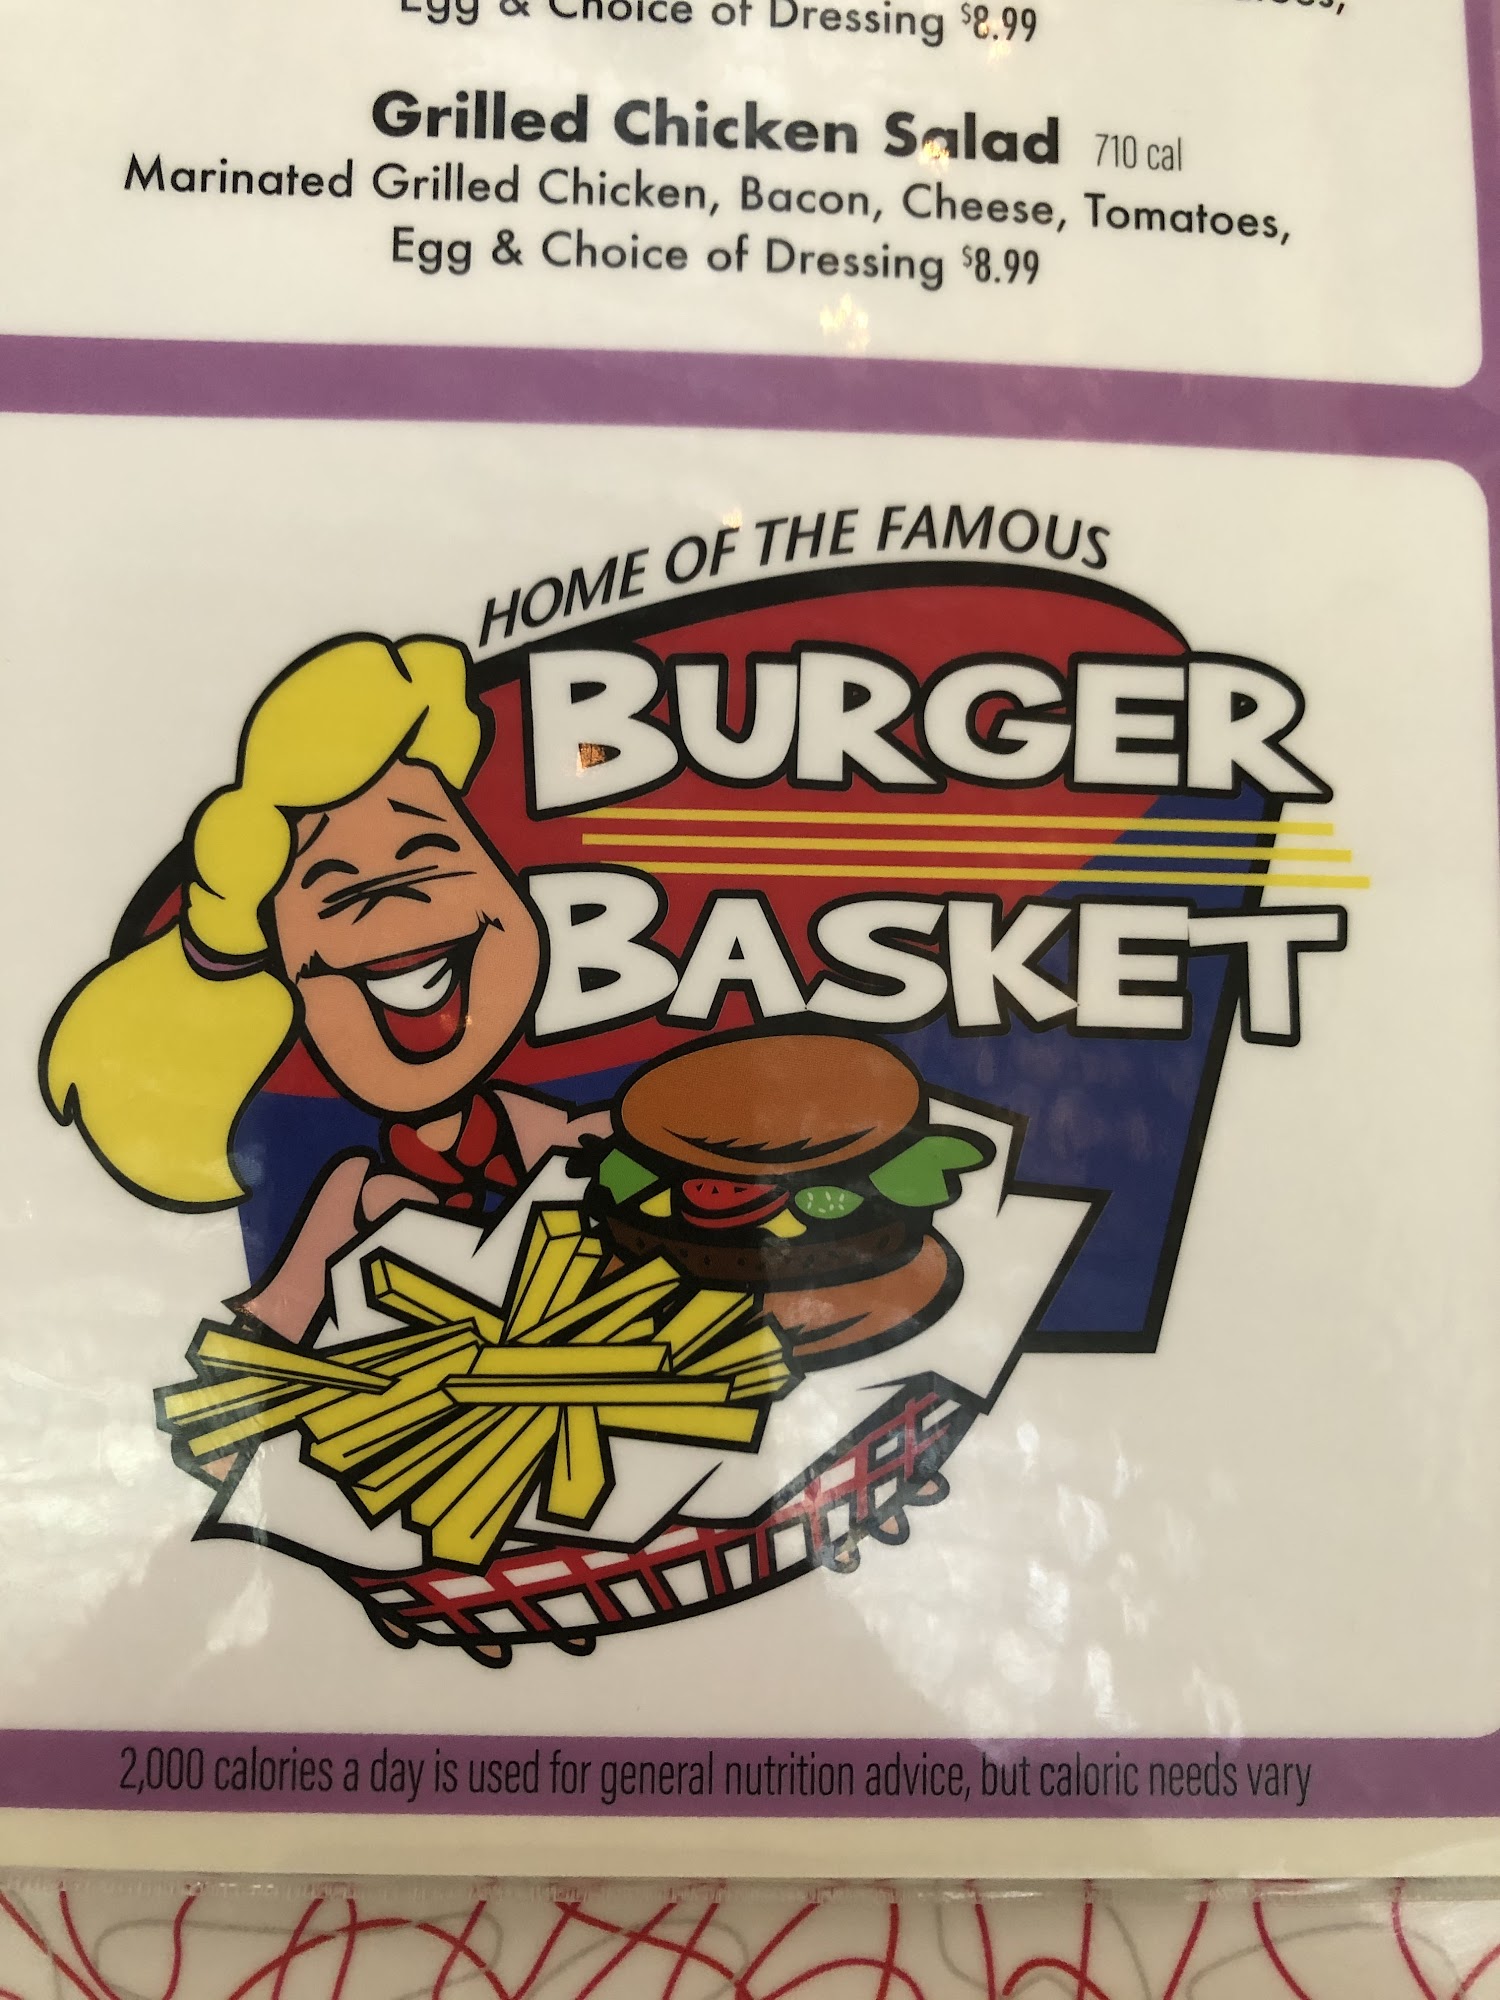 Egg & Choice of Dressing $8.99
Grilled Chicken Salad 710 cal
Marinated Grilled Chicken, Bacon, Cheese, Tomatoes,
Egg & Choice of Dressing $8.99
HOME OF THE FAMOUS
BURGER
BASKET
2,000 calories a day is used for general nutrition advice, but caloric needs vary